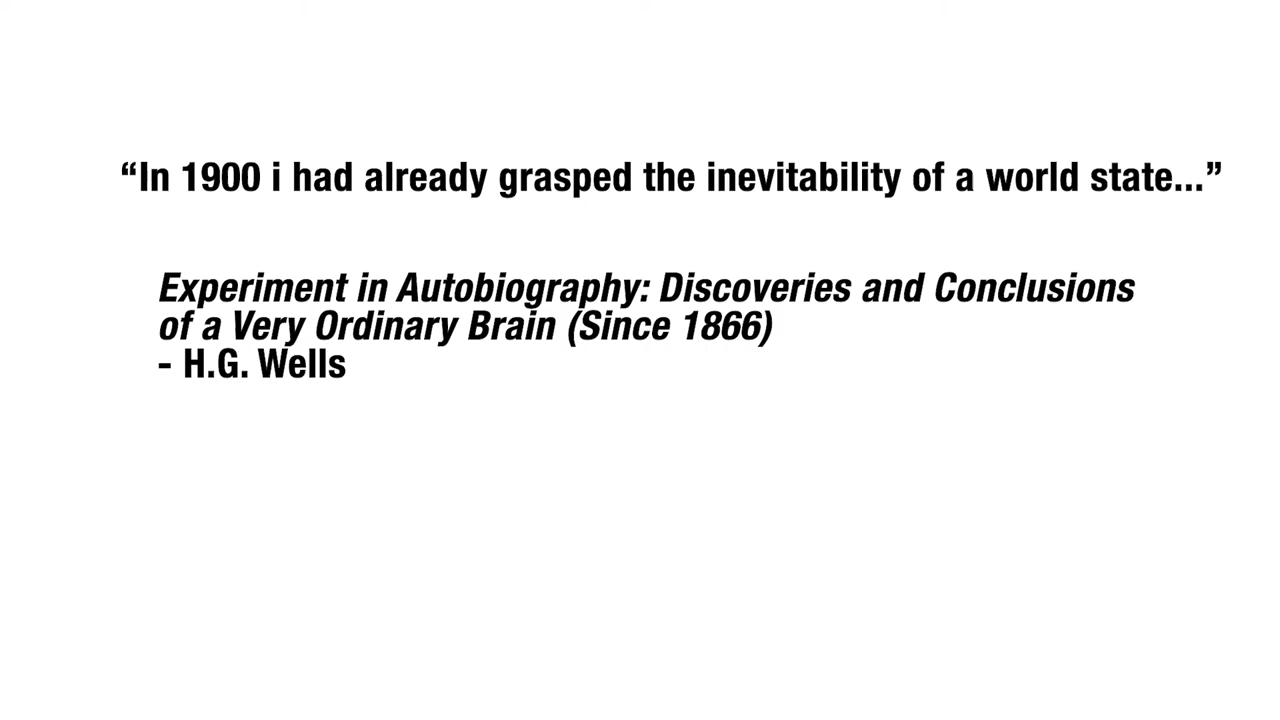 “In 1900 i had already grasped the inevitability of a world state...”
Experiment in Autobiography: Discoveries and Conclusions
of a Very Ordinary Brain (Since 1866)
- H.G. Wells